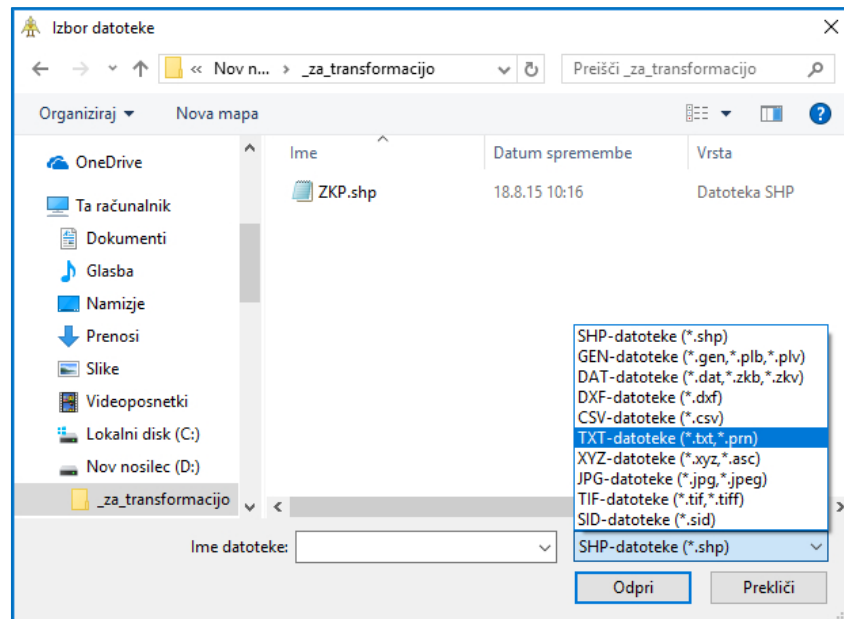 Izbor datoteke
« Nov n... › _za_transformacijo
Preišči _za_transformacijo
Organiziraj
Nova mapa
OneDrive
Ta računalnik
Dokumenti
Glasba
Namizje
Prenosi
Slike
Videoposnetki
Lokalni disk (C:)
Nov nosilec (D:)
_za_transformacijo
Ime
Datum spremembe
Vrsta
ZKP.shp
18.8.15 10:16
Datoteka SHP
SHP-datoteke (*.shp)
GEN-datoteke (*.gen,*.plb,*.plv)
DAT-datoteke (*.dat,*.zkb,*.zkv)
DXF-datoteke (*.dxf)
CSV-datoteke (*.csv)
TXT-datoteke (*.txt,*.prn)
XYZ-datoteke (*.xyz,*.asc)
JPG-datoteke (*.jpg,*.jpeg)
TIF-datoteke (*.tif,*.tiff)
SID-datoteke (*.sid)
Ime datoteke:
SHP-datoteke (*.shp)
Odpri
Prekliči